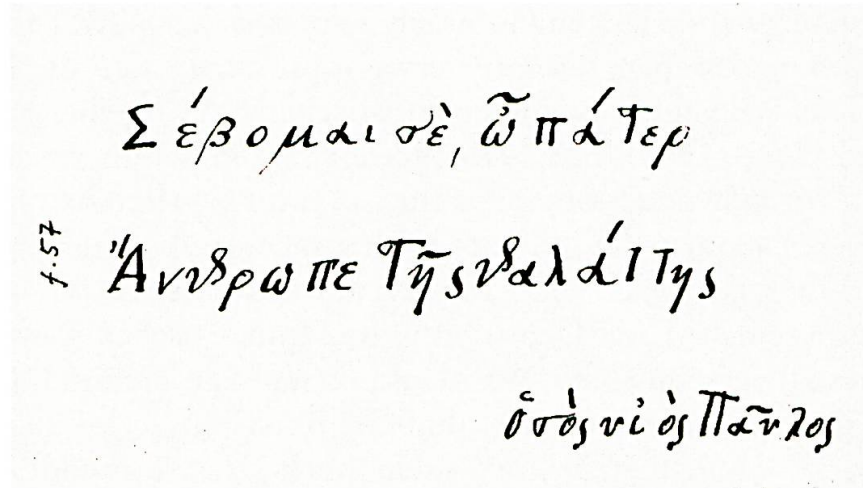 Σέβομαι σὲ, ὦ πάτερ
f. 57
Ἄνθρωπε τῆς θαλάττης
ὁ σὸς υἱὸς Παῦλος